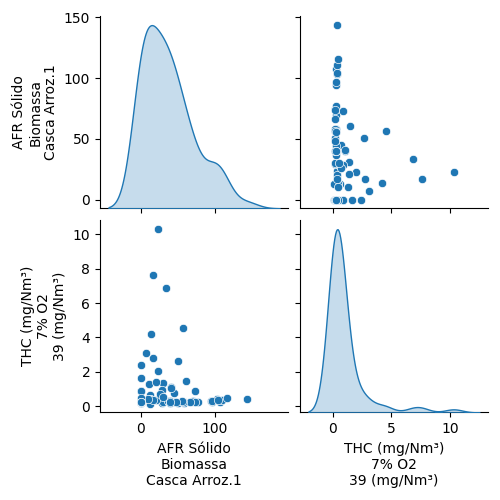 150
100
50
0
AFR Sólido
Biomassa
Casca Arroz.1
10
8
6
4
2
0
THC (mg/Nm³)
7% O2
39 (mg/Nm³)
0
100
AFR Sólido
Biomassa
Casca Arroz.1
0
5
10
THC (mg/Nm³)
7% O2
39 (mg/Nm³)